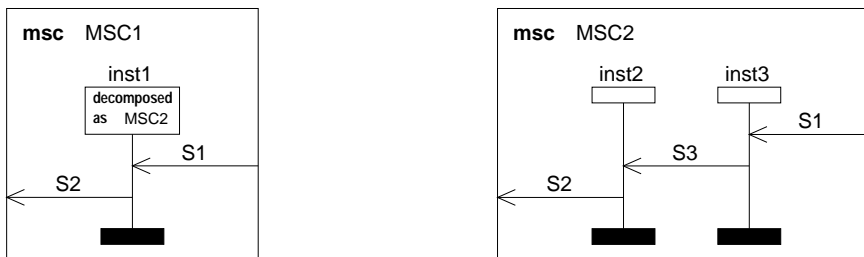 msc MSC1
inst1
decomposed
as MSC2
S1
S2
msc MSC2
inst2 inst3
S1
S3
S2